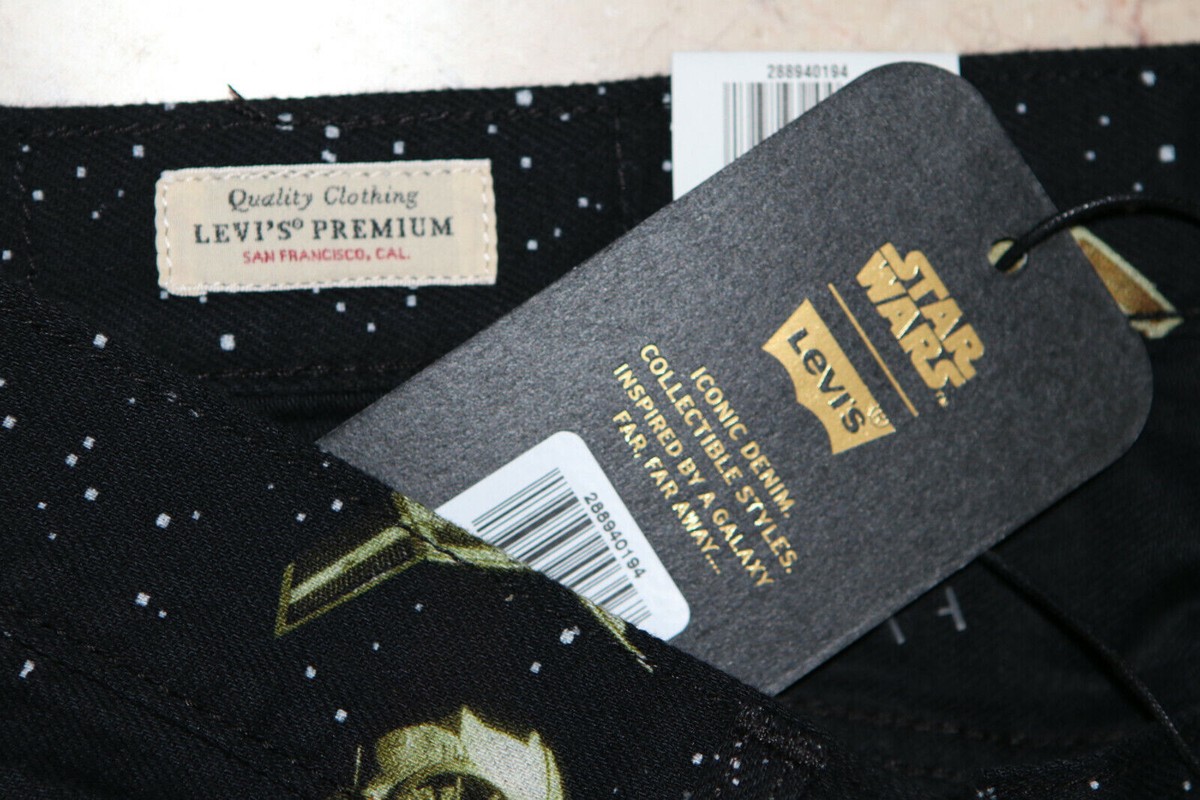 288940194
Quality Clothing
LEVI'S® PREMIUM
SAN FRANCISCO, CAL.
STAR
WARS
Levi's®
ICONIC DENIM.
COLLECTIBLE STYLES.
INSPIRED BY A GALAXY
FAR, FAR AWAY....
288940194